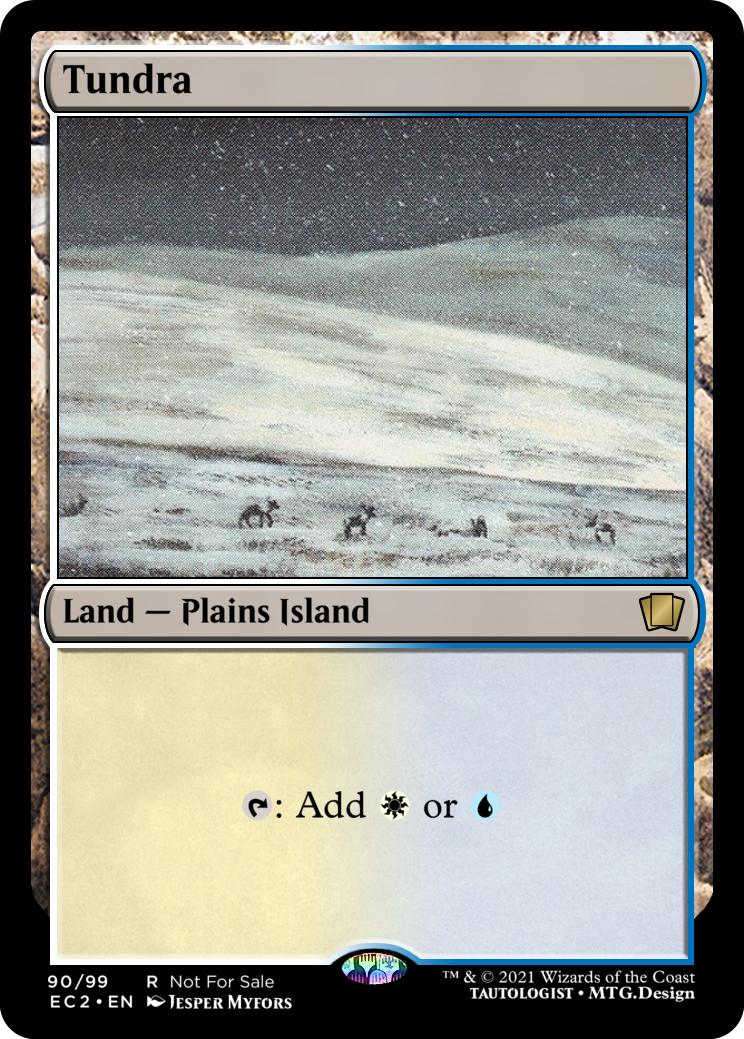 Tundra
Land — Plains Island
: Add or
90/99 R Not For Sale
EC2 • EN JESPER MYFORS
™ & © 2021 Wizards of the Coast
TAUTOLOGIST • MTG.Design